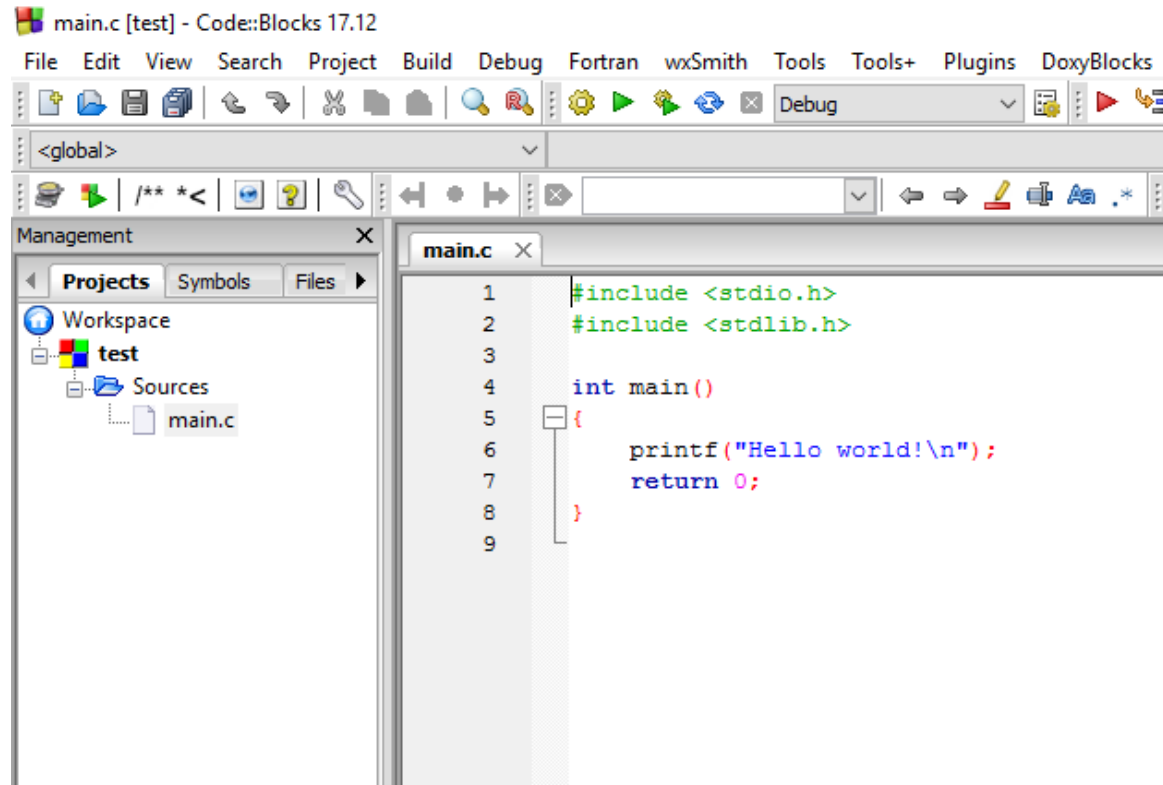 main.c [test] - Code::Blocks 17.12
File Edit View Search Project Build Debug Fortran wxSmith Tools Tools+ Plugins DoxyBlocks
Debug
<global>
/** *<
Management
main.c
Projects Symbols Files
Workspace
test
Sources
main.c
1 #include <stdio.h>
2 #include <stdlib.h>
3
4 int main()
5 {
6 printf("Hello world!\n");
7 return 0;
8 }
9